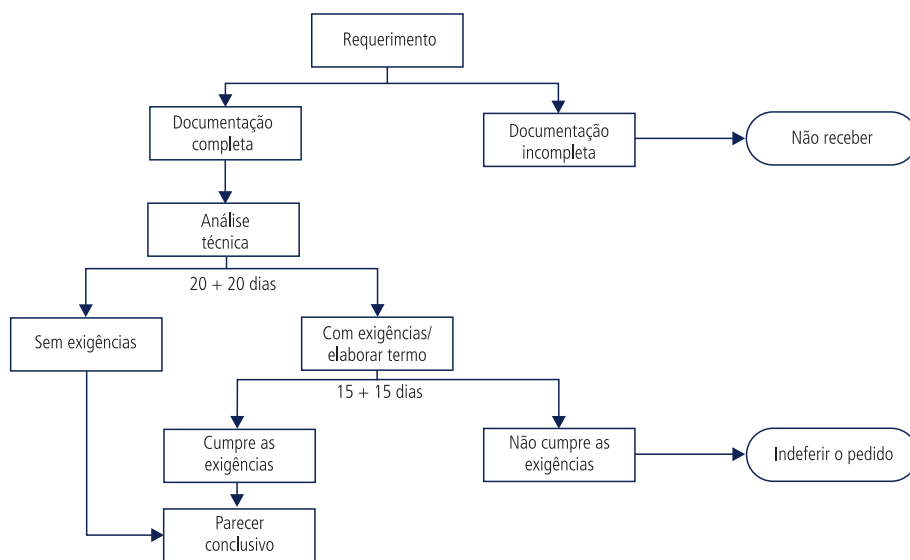 Requerimento
Documentação
completa
Documentação
incompleta
Não receber
Análise
técnica
20 + 20 dias
Sem exigências
Com exigências/
elaborar termo
15 + 15 dias
Cumpre as
exigências
Não cumpre as
exigências
Indeferir o pedido
Parecer
conclusivo